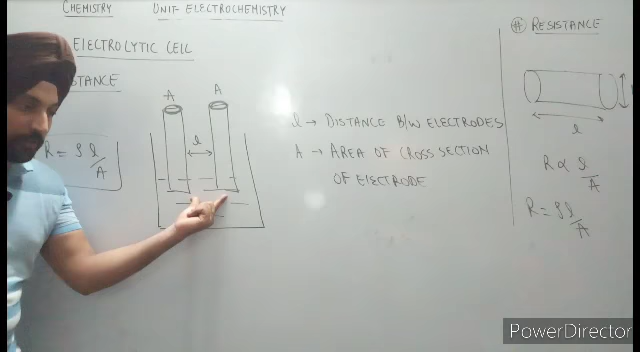 CHEMISTRY UNIT- ELECTROCHEMISTRY
ELECTROLYTIC CELL
STANCE
R = ρ l/A
A A
l
l → DISTANCE B/W ELECTRODES
A → AREA OF CROSS SECTION
OF ELECTRODE
# RESISTANCE
l
R ∝ l/A
R = ρ l/A
PowerDirector